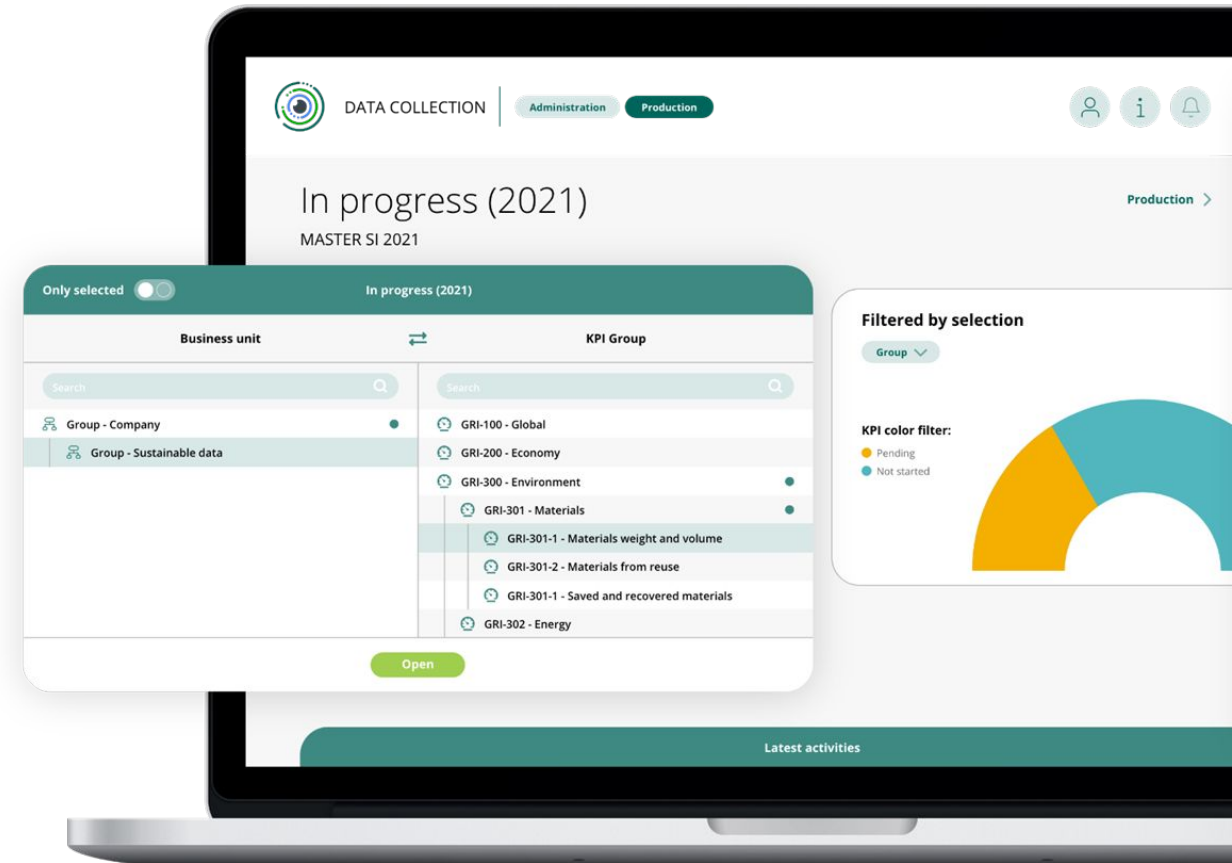 DATA COLLECTION
Administration
Production
In progress (2021)
MASTER SI 2021
Production
Only selected
In progress (2021)
Business unit
KPI Group
Search
Search
Group - Company
Group - Sustainable data
GRI-100 - Global
GRI-200 - Economy
GRI-300 - Environment
GRI-301 - Materials
GRI-301-1 - Materials weight and volume
GRI-301-2 - Materials from reuse
GRI-301-1 - Saved and recovered materials
GRI-302 - Energy
Open
Filtered by selection
Group
KPI color filter:
Pending
Not started
Latest activities